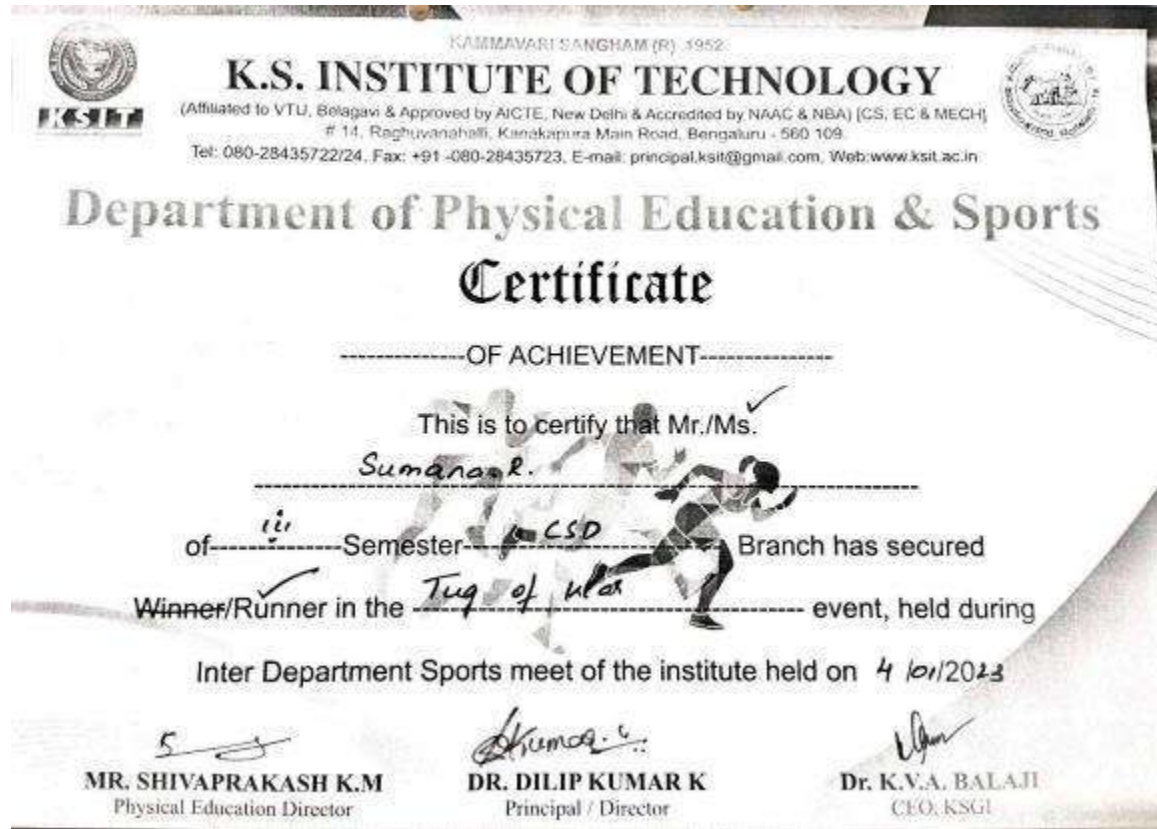 KAMMAVARI SANGHAM (R) 1952
KSIT
K.S. INSTITUTE OF TECHNOLOGY
(Affiliated to VTU, Belagavi & Approved by AICTE, New Delhi & Accredited by NAAC & NBA) [CS, EC & MECH]
# 14, Raghuvanahalli, Kanakapura Main Road, Bengaluru - 560 109.
Tel: 080-28435722/24, Fax: +91 -080-28435723, E-mail: principal.ksit@gmail.com, Web:www.ksit.ac.in
Department of Physical Education & Sports
Certificate
-------------OF ACHIEVEMENT--------------
This is to certify that Mr./Ms. ✓
Sumana R.
of iii Semester CSD Branch has secured
Winner/Runner in the Tug of War event, held during
Inter Department Sports meet of the institute held on 4/01/2023
MR. SHIVAPRAKASH K.M
Physical Education Director
DR. DILIP KUMAR K
Principal / Director
Dr. K.V.A. BALAJI
CEO, KSGI